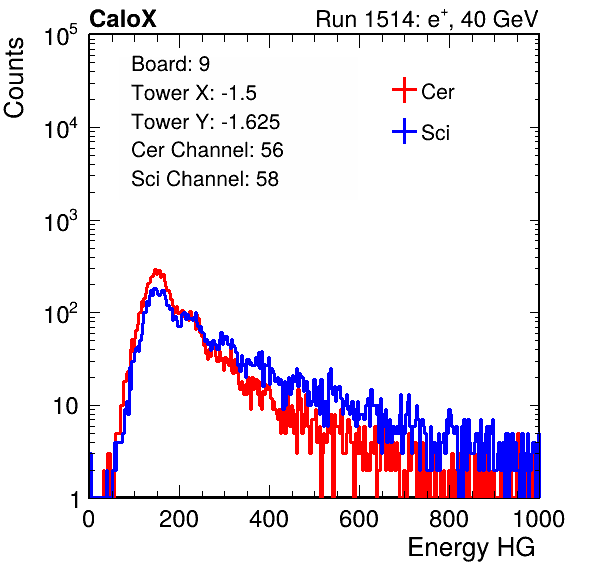 CaloX Run 1514: e⁺, 40 GeV
Counts
10⁵
10⁴
10³
10²
10
1
Board: 9
Tower X: -1.5
Tower Y: -1.625
Cer Channel: 56
Sci Channel: 58
Cer
Sci
0 200 400 600 800 1000
Energy HG